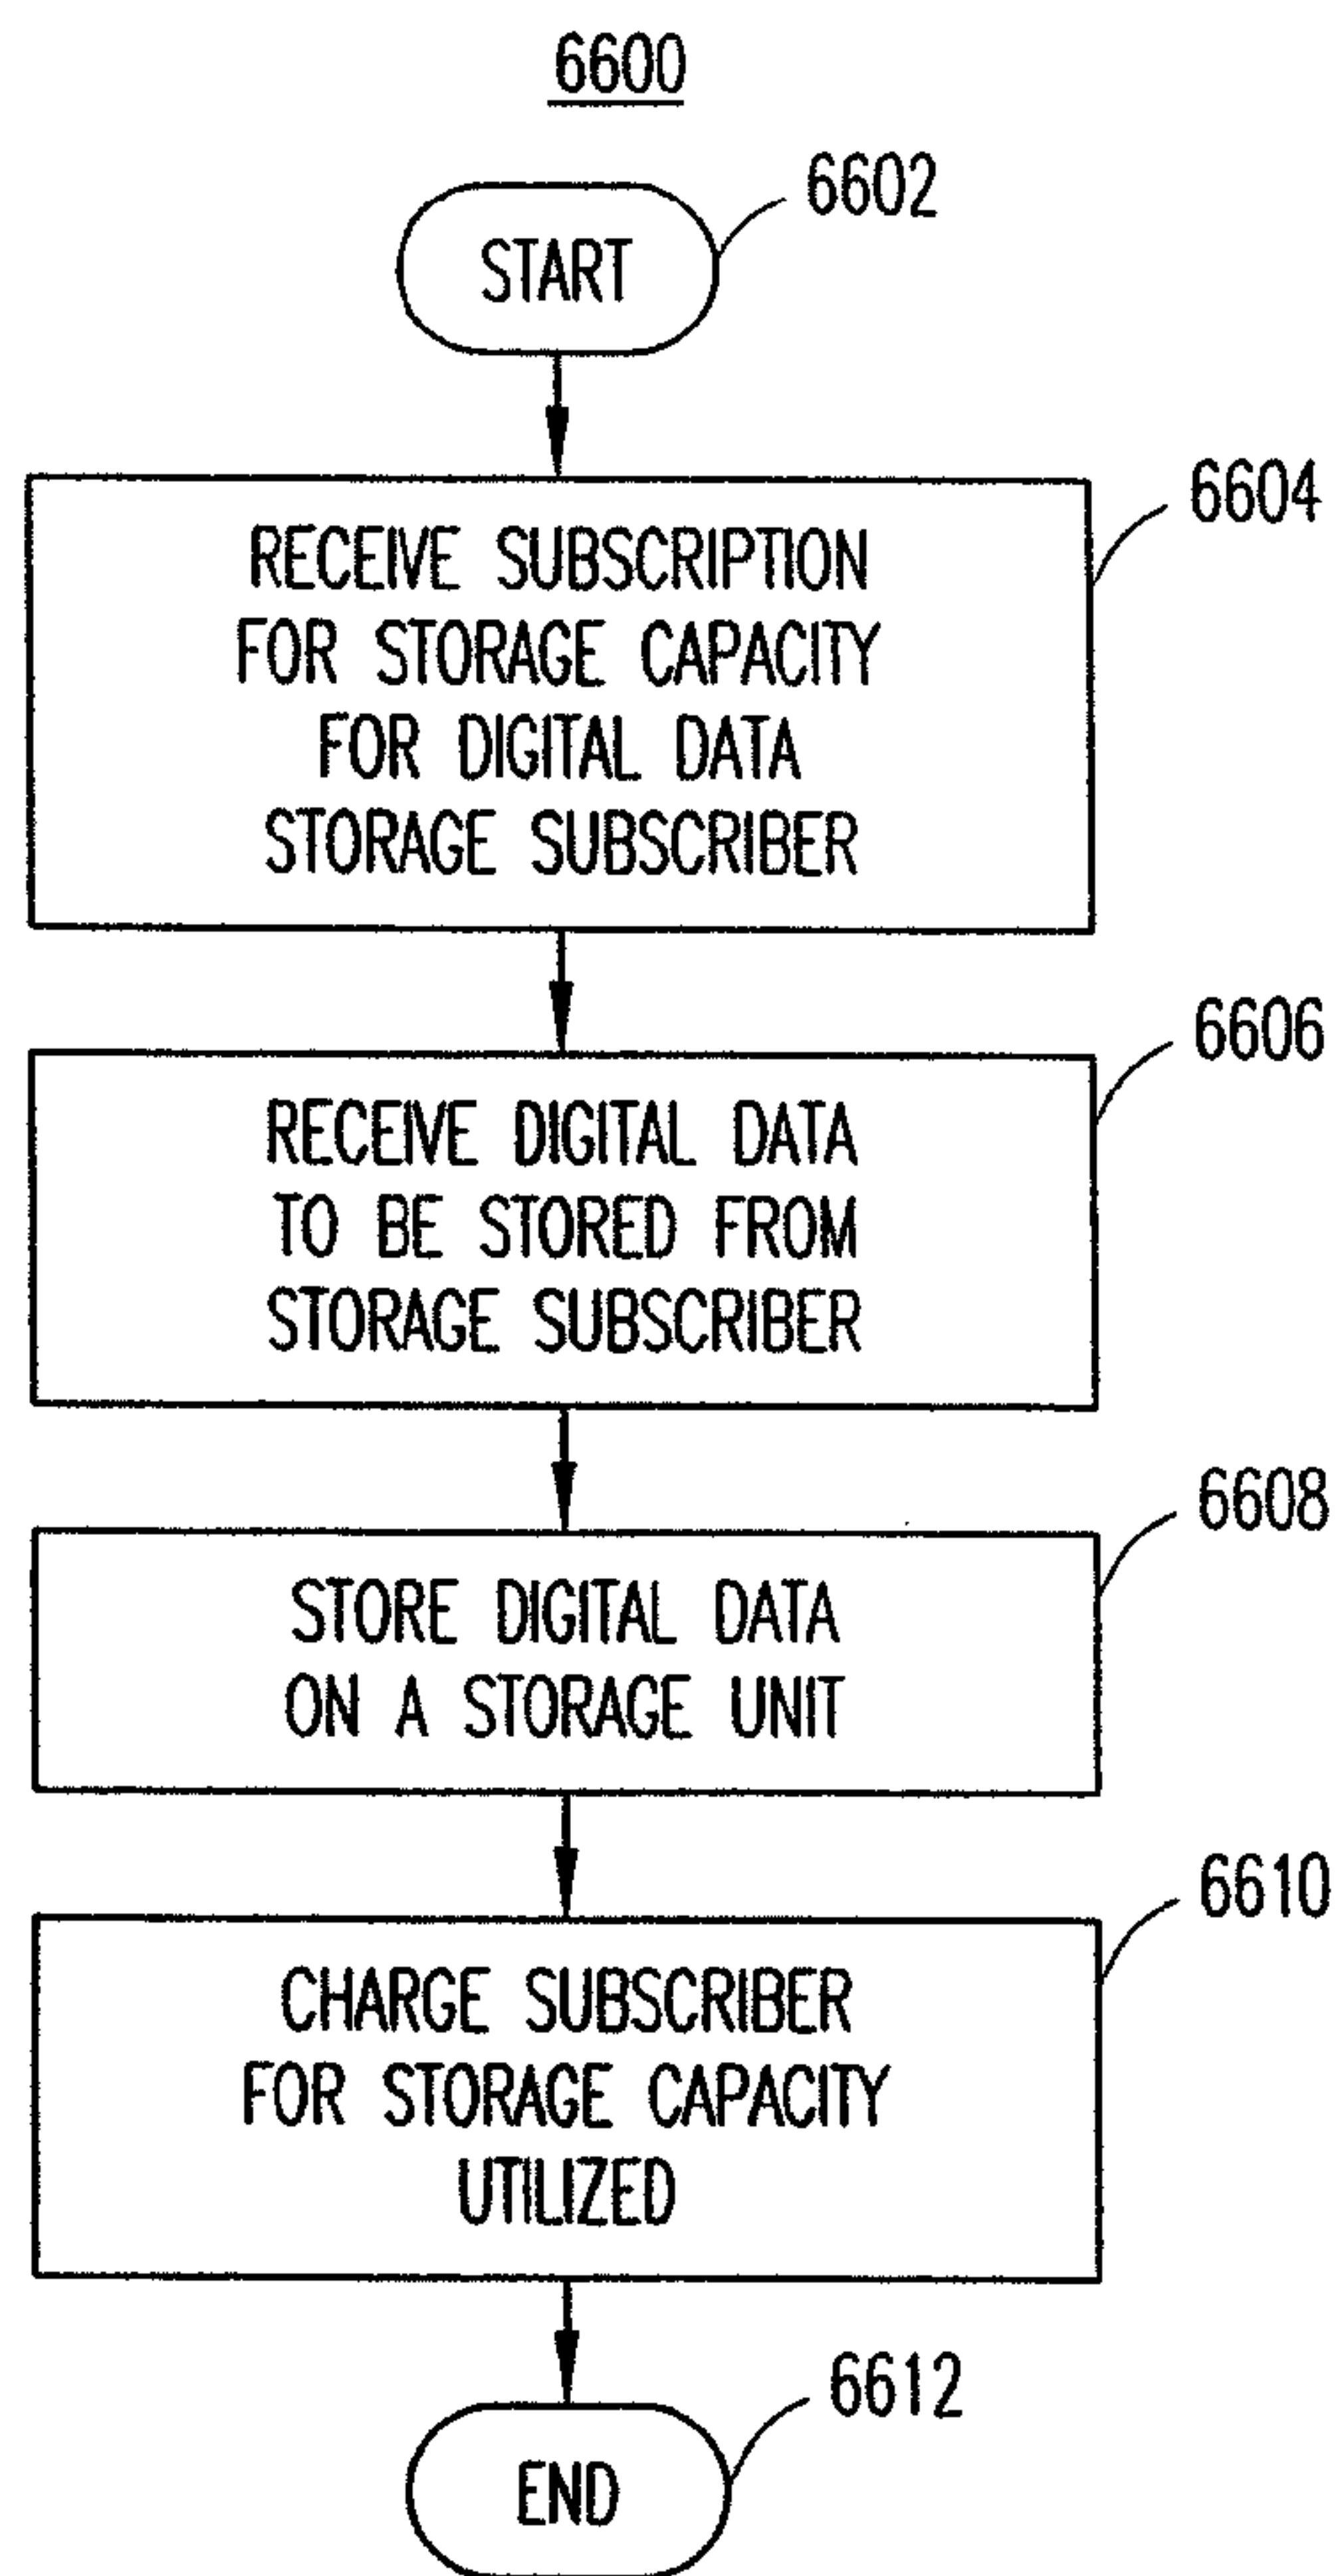 6600
6602
START
6604
RECEIVE SUBSCRIPTION
FOR STORAGE CAPACITY
FOR DIGITAL DATA
STORAGE SUBSCRIBER
6606
RECEIVE DIGITAL DATA
TO BE STORED FROM
STORAGE SUBSCRIBER
6608
STORE DIGITAL DATA
ON A STORAGE UNIT
6610
CHARGE SUBSCRIBER
FOR STORAGE CAPACITY
UTILIZED
6612
END